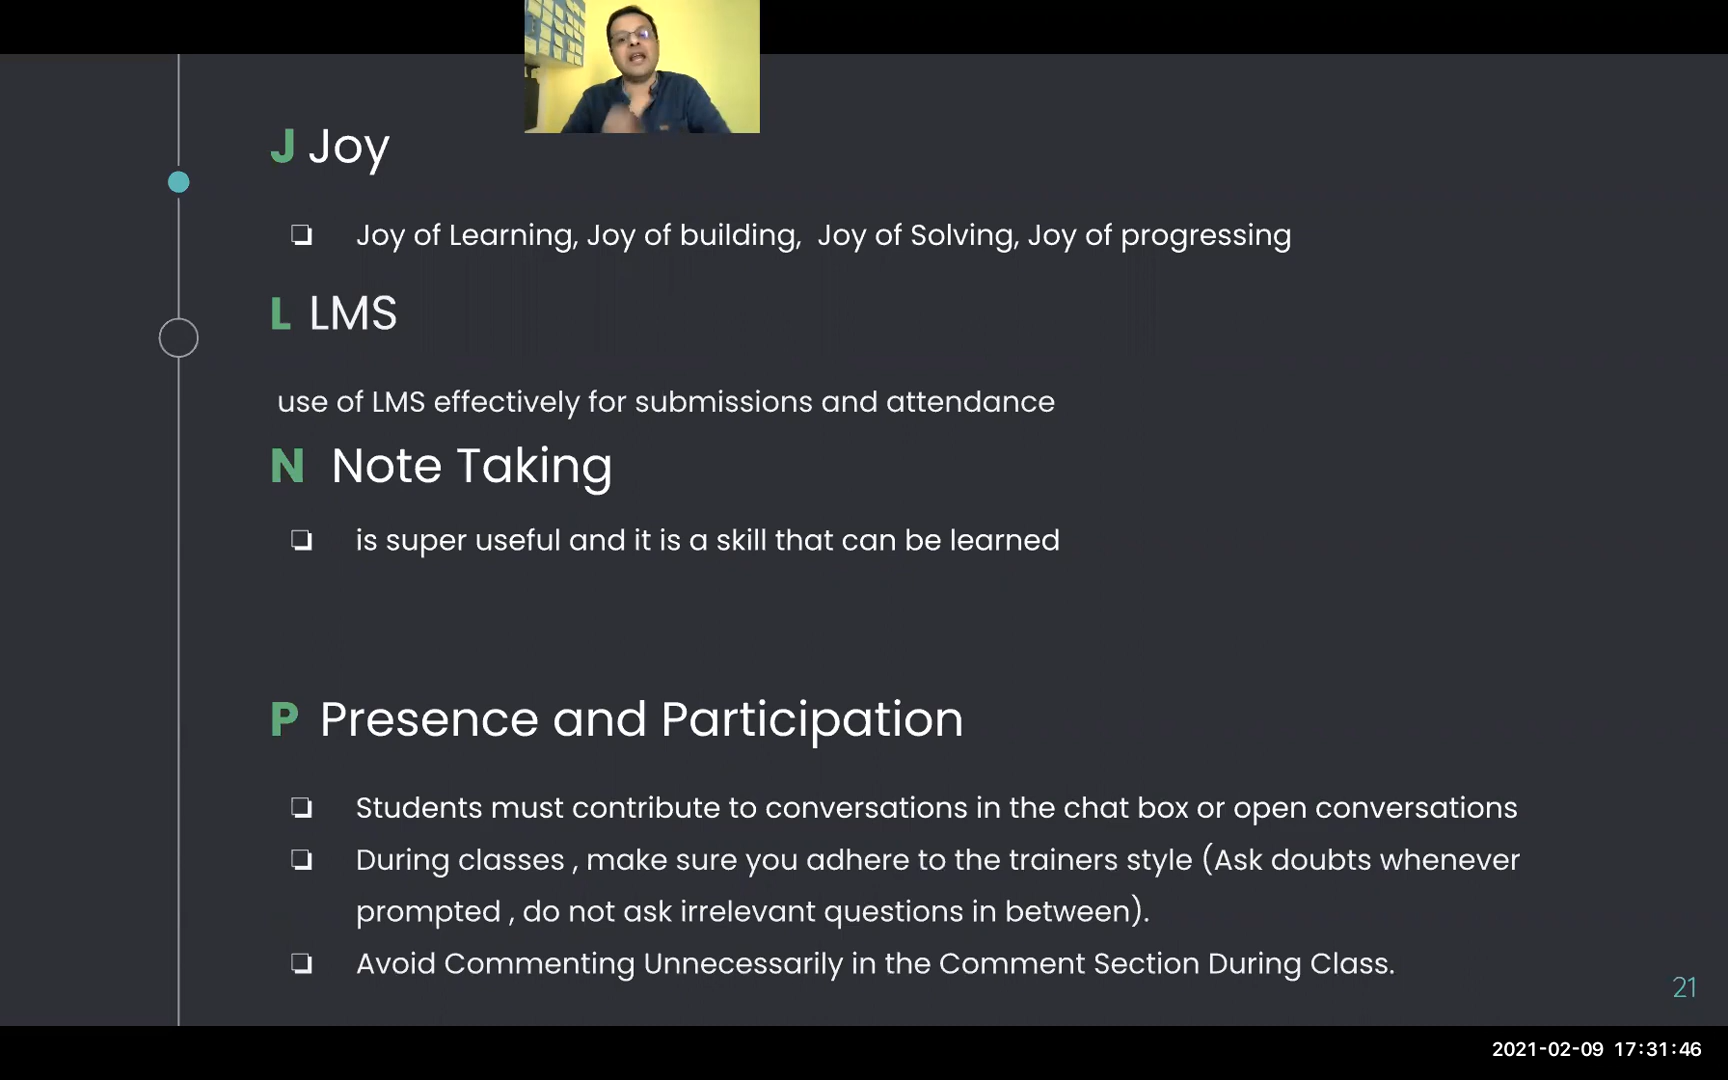 J Joy
❏ Joy of Learning, Joy of building, Joy of Solving, Joy of progressing
L LMS
use of LMS effectively for submissions and attendance
N Note Taking
❏ is super useful and it is a skill that can be learned
P Presence and Participation
❏ Students must contribute to conversations in the chat box or open conversations
❏ During classes , make sure you adhere to the trainers style (Ask doubts whenever
prompted , do not ask irrelevant questions in between).
❏ Avoid Commenting Unnecessarily in the Comment Section During Class.
21
2021-02-09 17:31:46